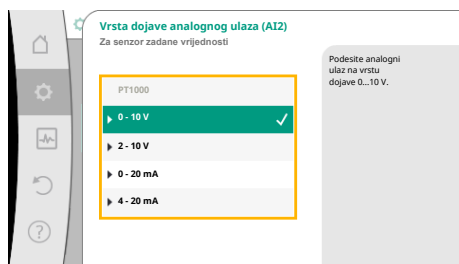 Vrsta dojave analognog ulaza (AI2)
Za senzor zadane vrijednosti
Podesite analogni
ulaz na vrstu
dojave 0...10 V.
PT1000
0 - 10 V
2 - 10 V
0 - 20 mA
4 - 20 mA